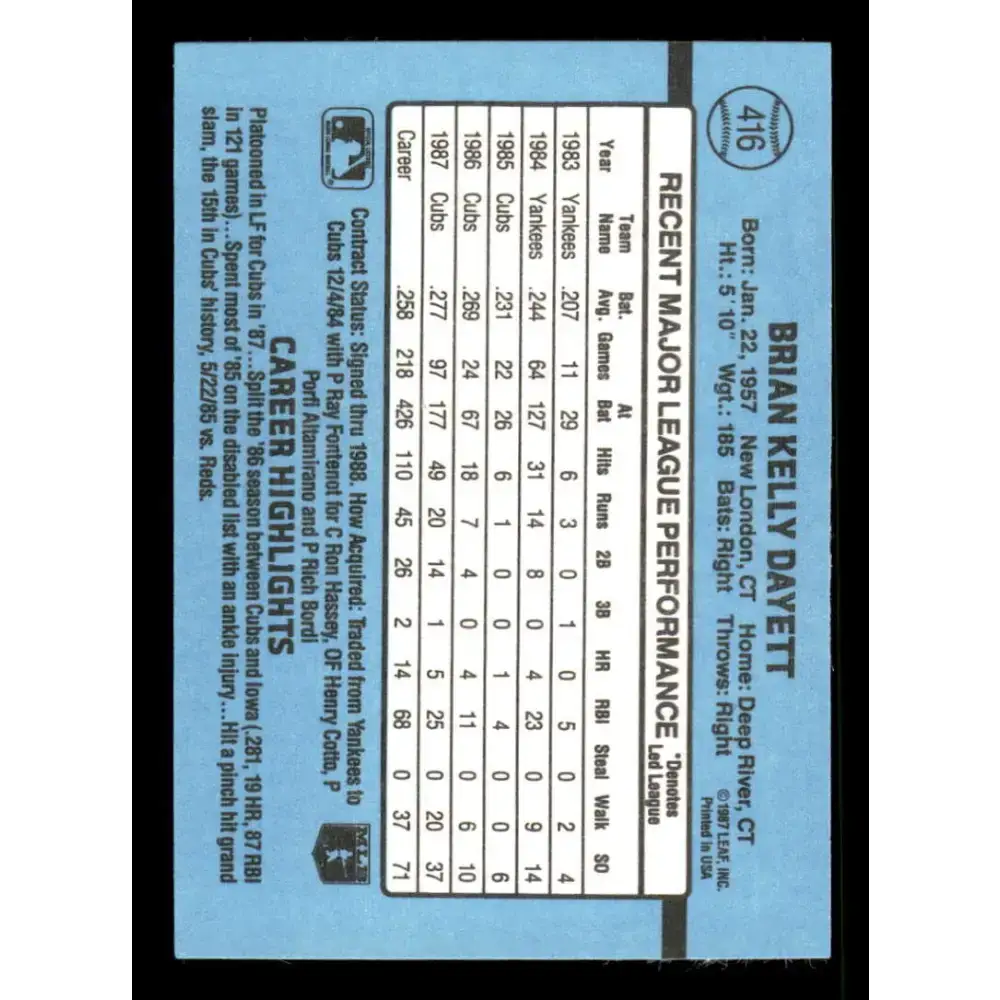 416
BRIAN KELLY DAYETT
Born: Jan. 22, 1957 New London, CT Home: Deep River, CT
Ht.: 5'10" Wgt.: 185 Bats: Right Throws: Right
©1987 LEAF, INC.
Printed in USA
RECENT MAJOR LEAGUE PERFORMANCE *Denotes Led League
Year Team Name Bat. Avg. Games At Bat Hits Runs 2B 3B HR RBI Steal Walk SO
1983 Yankees .207 11 29 6 3 0 1 0 5 0 2 4
1984 Yankees .244 64 127 31 14 8 0 4 23 0 9 14
1985 Cubs .231 22 26 6 1 0 0 1 4 0 0 6
1986 Cubs .269 24 67 18 7 4 0 4 11 0 6 10
1987 Cubs .277 97 177 49 20 14 1 5 25 0 20 37
Career .258 218 426 110 45 26 2 14 68 0 37 71
Contract Status: Signed thru 1988. How Acquired: Traded from Yankees to
Cubs 12/4/84 with P Ray Fontenot for C Ron Hassey, OF Henry Cotto, P
Porfi Altamirano and P Rich Bordi
CAREER HIGHLIGHTS
Platooned in LF for Cubs in '87...Split the '86 season between Cubs and Iowa (.281, 19 HR, 87 RBI
in 121 games)...Spent most of '85 on the disabled list with an ankle injury...Hit a pinch hit grand
slam, the 15th in Cubs' history, 5/22/85 vs. Reds.